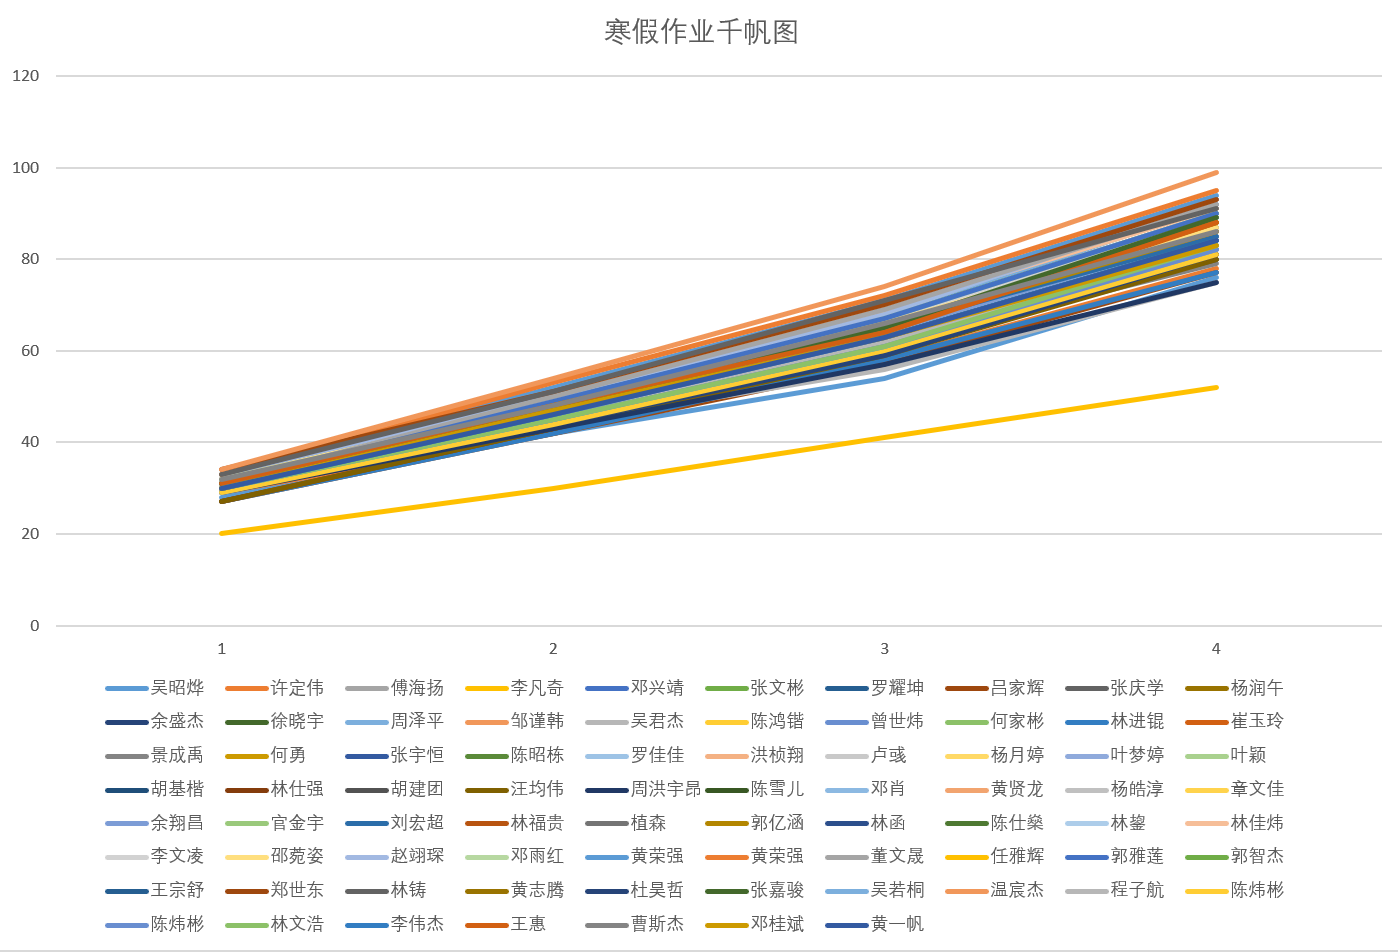 寒假作业千帆图
120
100
80
60
40
20
0
1 2 3 4
吴昭烨 许定伟 傅海扬 李凡奇 邓兴靖 张文彬 罗耀坤 吕家辉 张庆学 杨润午
余盛杰 徐晓宇 周泽平 邹谨韩 吴君杰 陈鸿锴 曾世炜 何家彬 林进锟 崔玉玲
景成禹 何勇 张宇恒 陈昭栋 罗佳佳 洪桢翔 卢彧 杨月婷 叶梦婷 叶颖
胡基楷 林仕强 胡建团 汪均伟 周洪宇昂 陈雪儿 邓肖 黄贤龙 杨皓淳 章文佳
余翔昌 官金宇 刘宏超 林福贵 植森 郭亿涵 林函 陈仕燊 林鋆 林佳炜
李文凌 邵菀姿 赵翊琛 邓雨红 黄荣强 黄荣强 董文晟 任雅辉 郭雅莲 郭智杰
王宗舒 郑世东 林铸 黄志腾 杜昊哲 张嘉骏 吴若桐 温宸杰 程子航 陈炜彬
陈炜彬 林文浩 李伟杰 王惠 曹斯杰 邓桂斌 黄一帆